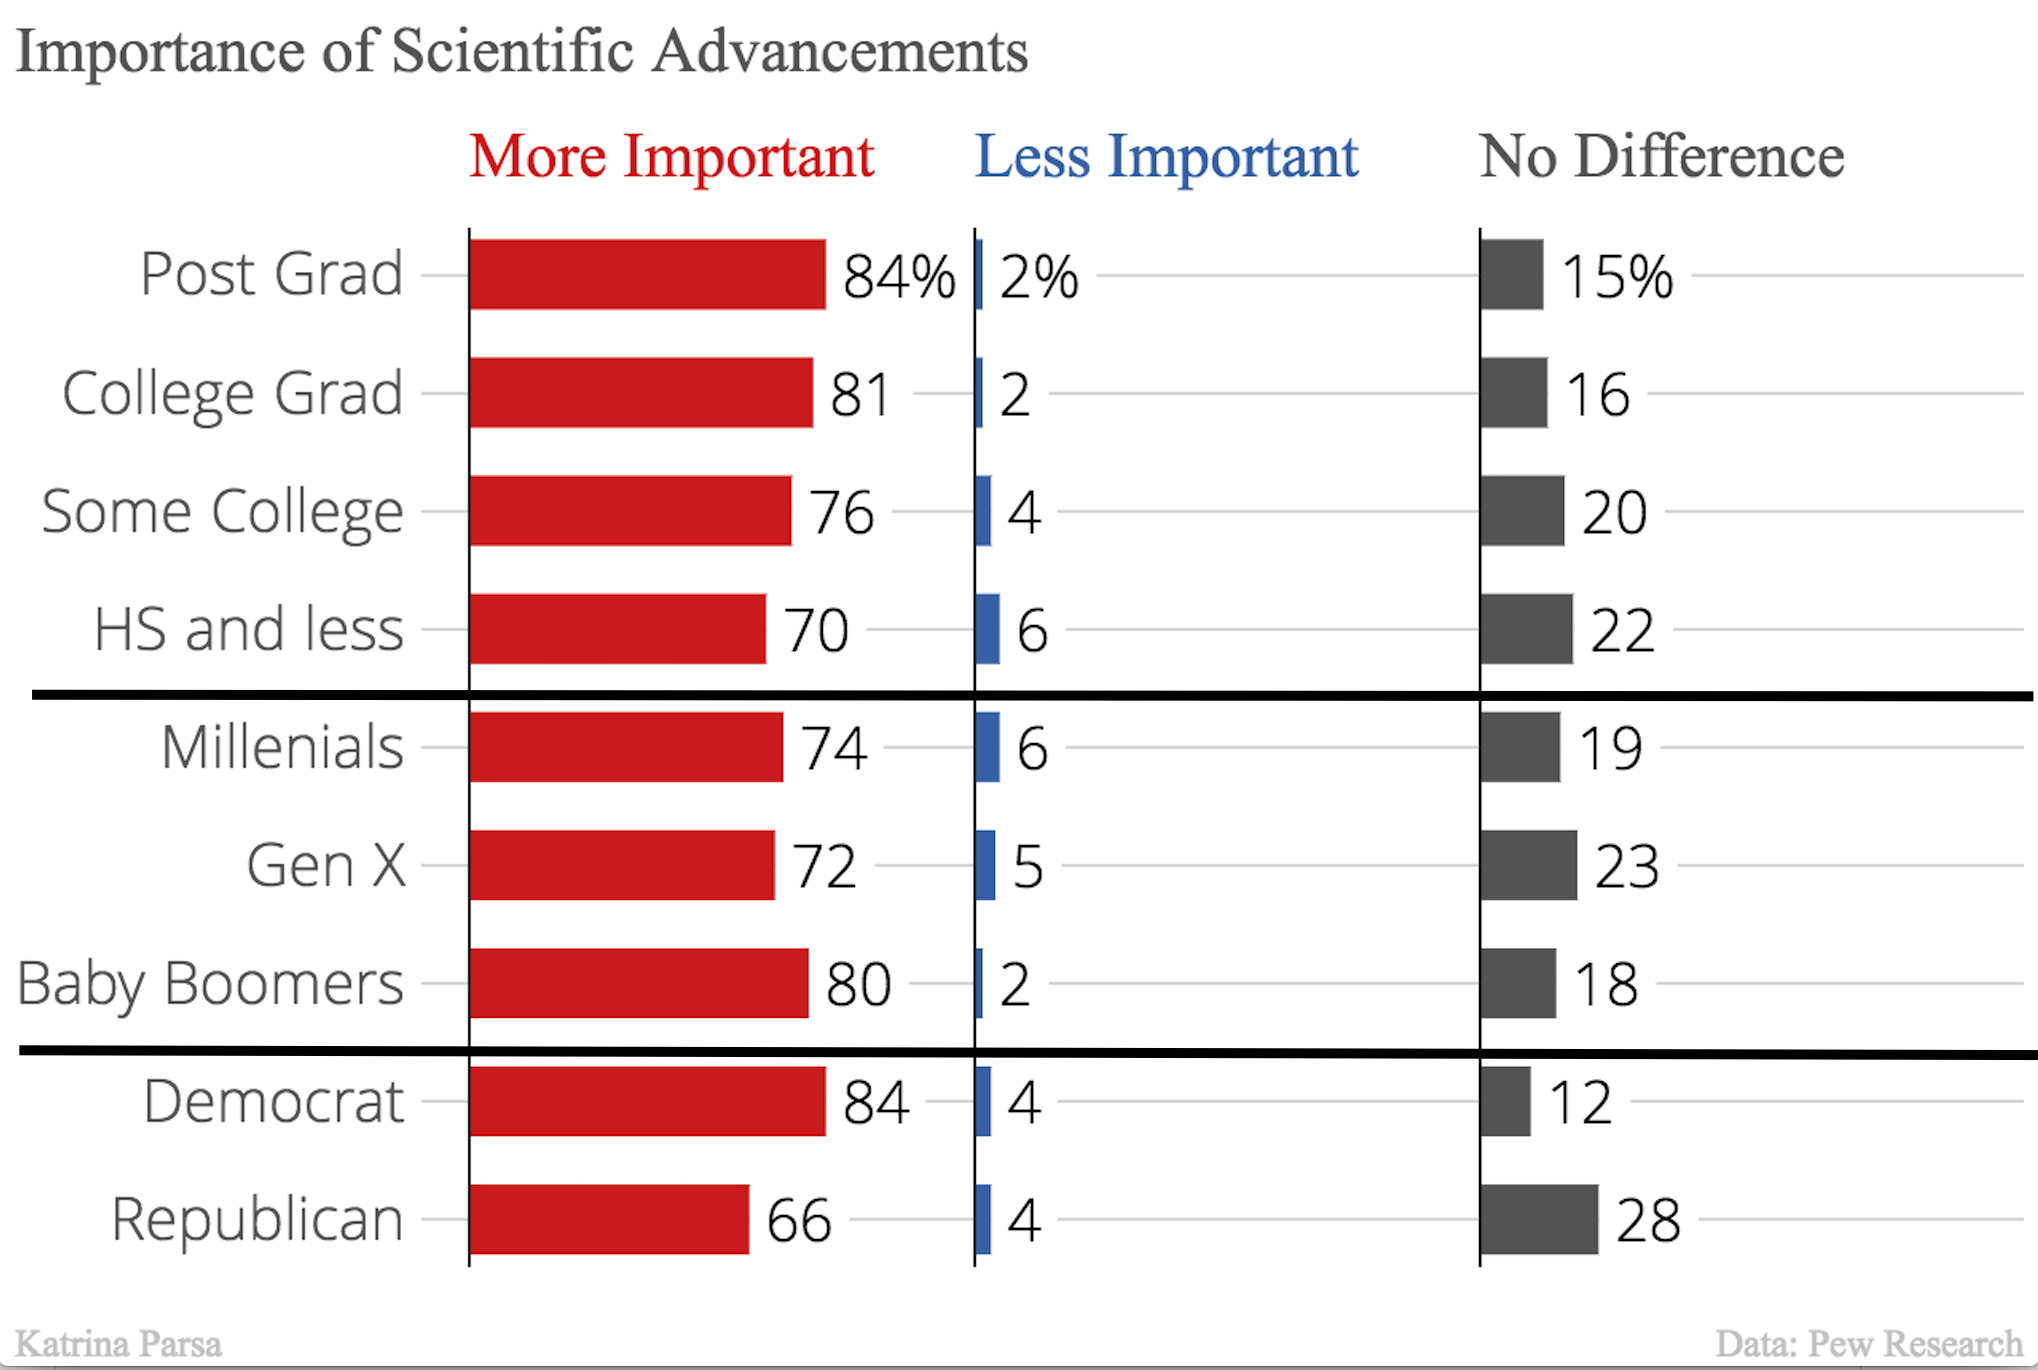 Importance of Scientific Advancements
More Important Less Important No Difference
Post Grad 84% 2% 15%
College Grad 81 2 16
Some College 76 4 20
HS and less 70 6 22
Millenials 74 6 19
Gen X 72 5 23
Baby Boomers 80 2 18
Democrat 84 4 12
Republican 66 4 28
Katrina Parsa Data: Pew Research